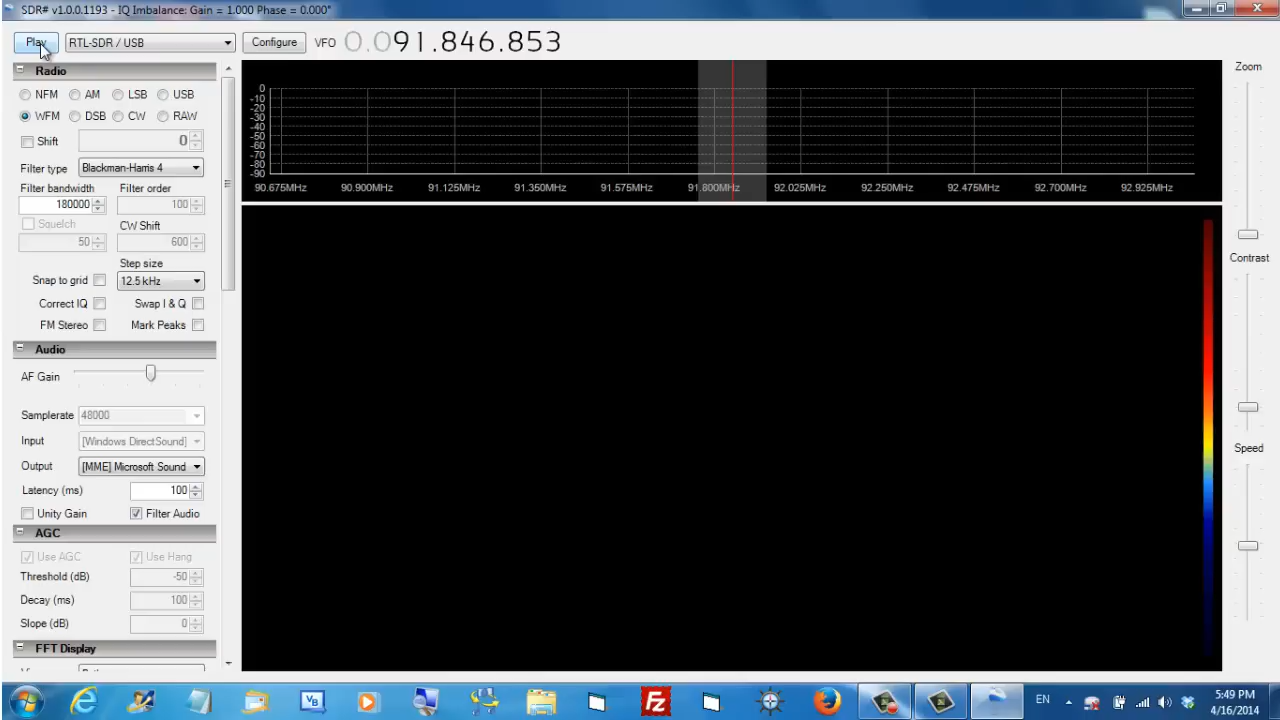 SDR# v1.0.0.1193 - IQ Imbalance: Gain = 1.000 Phase = 0.000°
Play RTL-SDR / USB Configure VFO 0.091.846.853
Radio
NFM AM LSB USB
WFM DSB CW RAW
Shift 0
Filter type Blackman-Harris 4
Filter bandwidth Filter order
180000 100
Squelch CW Shift
50 600
Step size
Snap to grid 12.5 kHz
Correct IQ Swap I & Q
FM Stereo Mark Peaks
Audio
AF Gain
Samplerate 48000
Input [Windows DirectSound]
Output [MME] Microsoft Sound
Latency (ms) 100
Unity Gain Filter Audio
AGC
Use AGC Use Hang
Threshold (dB) -50
Decay (ms) 100
Slope (dB) 0
FFT Display
0
-10
-20
-30
-40
-50
-60
-70
-80
-90
90.675MHz 90.900MHz 91.125MHz 91.350MHz 91.575MHz 91.800MHz 92.025MHz 92.250MHz 92.475MHz 92.700MHz 92.925MHz
Zoom
Contrast
Speed
VB
FZ
EN
5:49 PM
4/16/2014